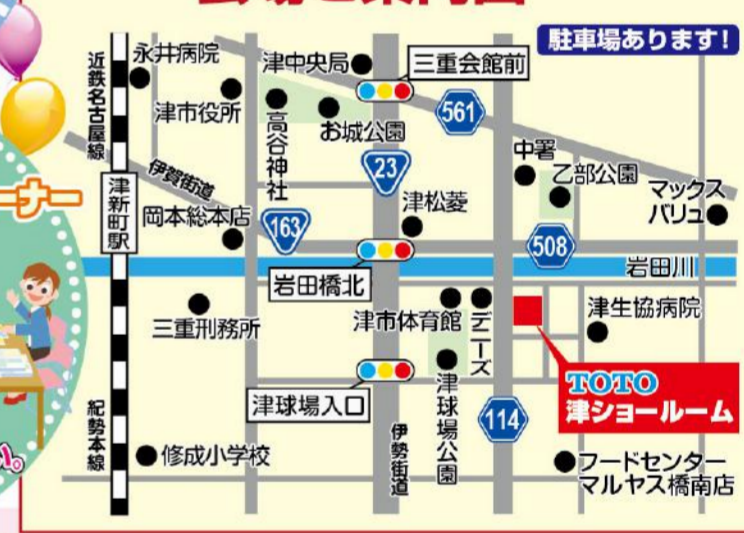 駐車場あります!
近鉄名古屋線
永井病院
津中央局
三重会館前
津市役所
高谷神社
お城公園
561
伊賀街道
23
中署
乙部公園
マックス
バリュ
津新町駅
岡本総本店
163
津松菱
508
岩田川
岩田橋北
三重刑務所
津市体育館
デニーズ
津生協病院
津球場入口
津球場公園
TOTO
津ショールーム
紀勢本線
修成小学校
伊勢街道
114
フードセンター
マルヤス橋南店
ーナー